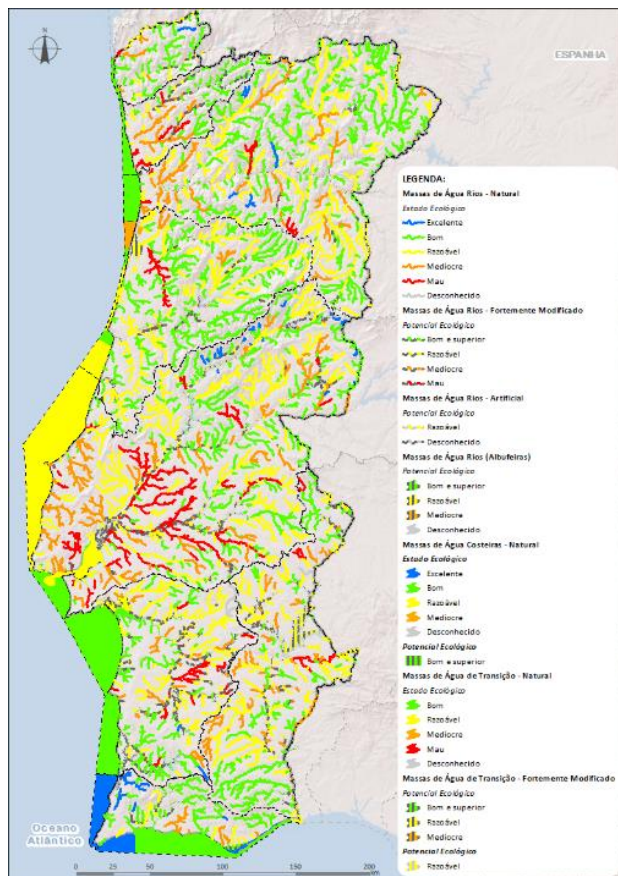 N
ESPANHA
LEGENDA:
Massas de Água Rios - Natural
Estado Ecológico
Excelente
Bom
Razoável
Medíocre
Mau
Desconhecido
Massas de Água Rios - Fortemente Modificado
Potencial Ecológico
Bom e superior
Razoável
Medíocre
Mau
Massas de Água Rios - Artificial
Potencial Ecológico
Razoável
Desconhecido
Massas de Água Rios (Albufeiras)
Potencial Ecológico
Bom e superior
Razoável
Medíocre
Desconhecido
Massas de Água Costeiras - Natural
Estado Ecológico
Excelente
Bom
Razoável
Medíocre
Desconhecido
Potencial Ecológico
Bom e superior
Massas de Água de Transição - Natural
Estado Ecológico
Bom
Razoável
Medíocre
Mau
Desconhecido
Massas de Água de Transição - Fortemente Modificado
Potencial Ecológico
Bom e superior
Razoável
Medíocre
Potencial Ecológico
Razoável
Oceano
Atlântico
0 25 50 100 150 200
km